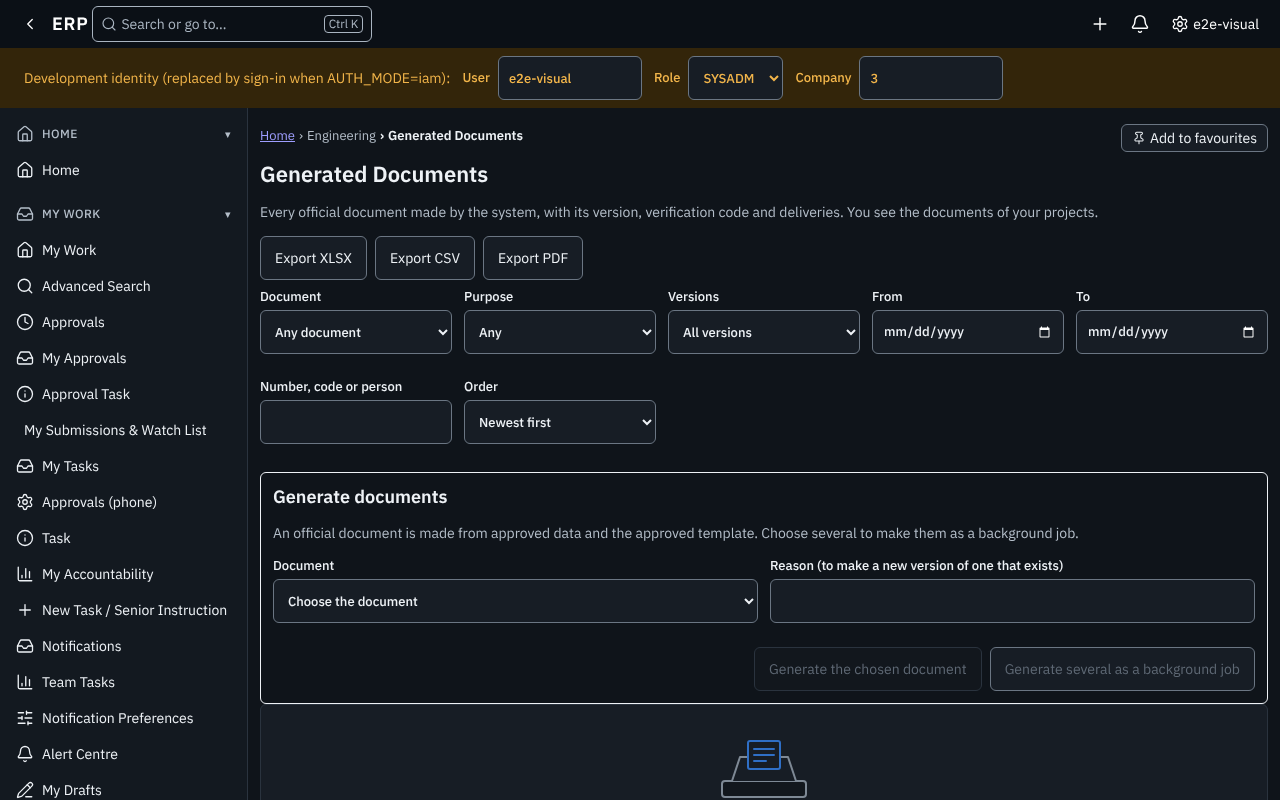 ERP
Search or go to...
Ctrl K
e2e-visual
Development identity (replaced by sign-in when AUTH_MODE=iam):
User
e2e-visual
Role
SYSADM
Company
3
HOME
Home
MY WORK
My Work
Advanced Search
Approvals
My Approvals
Approval Task
My Submissions & Watch List
My Tasks
Approvals (phone)
Task
My Accountability
New Task / Senior Instruction
Notifications
Team Tasks
Notification Preferences
Alert Centre
My Drafts
Home › Engineering › Generated Documents
Add to favourites
Generated Documents
Every official document made by the system, with its version, verification code and deliveries. You see the documents of your projects.
Export XLSX
Export CSV
Export PDF
Document
Any document
Purpose
Any
Versions
All versions
From
mm/dd/yyyy
To
mm/dd/yyyy
Number, code or person
Order
Newest first
Generate documents
An official document is made from approved data and the approved template. Choose several to make them as a background job.
Document
Choose the document
Reason (to make a new version of one that exists)
Generate the chosen document
Generate several as a background job